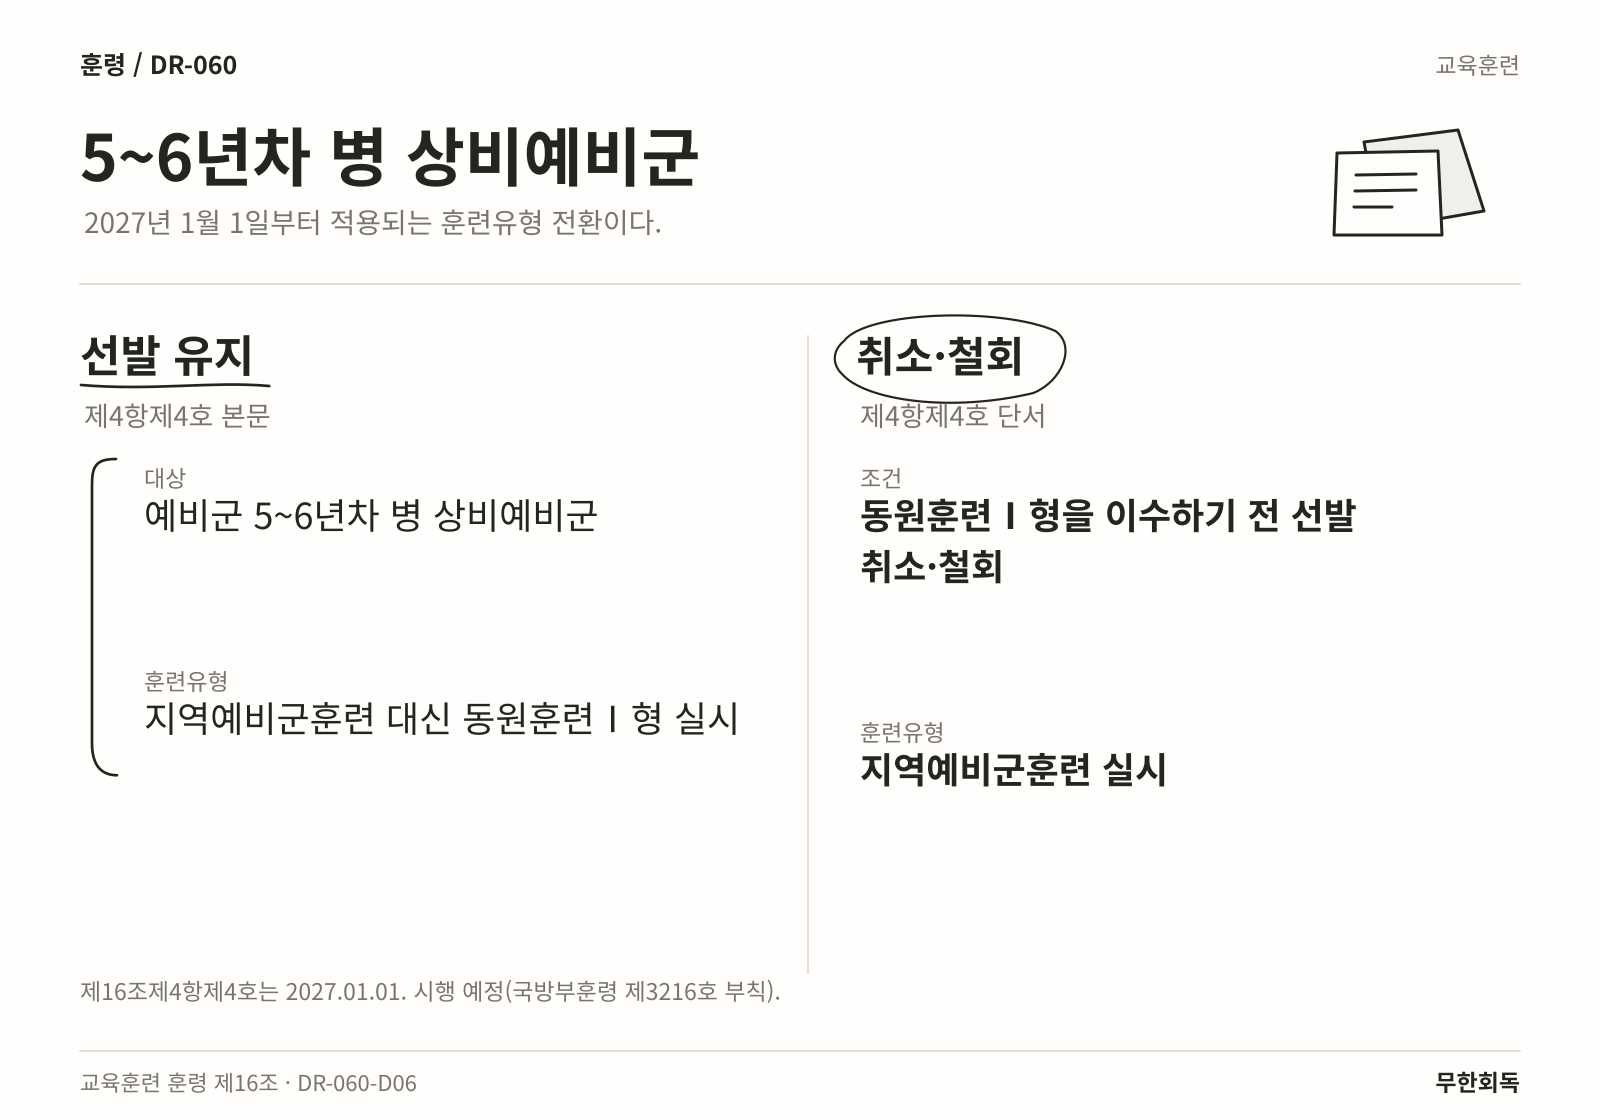 훈령 / DR-060
교육훈련
5~6년차 병 상비예비군
2027년 1월 1일부터 적용되는 훈련유형 전환이다.
선발 유지
제4항제4호 본문
대상
예비군 5~6년차 병 상비예비군
훈련유형
지역예비군훈련 대신 동원훈련Ⅰ형 실시
취소·철회
제4항제4호 단서
조건
동원훈련Ⅰ형을 이수하기 전 선발
취소·철회
훈련유형
지역예비군훈련 실시
제16조제4항제4호는 2027.01.01. 시행 예정(국방부훈령 제3216호 부칙).
교육훈련 훈령 제16조 · DR-060-D06
무한회독